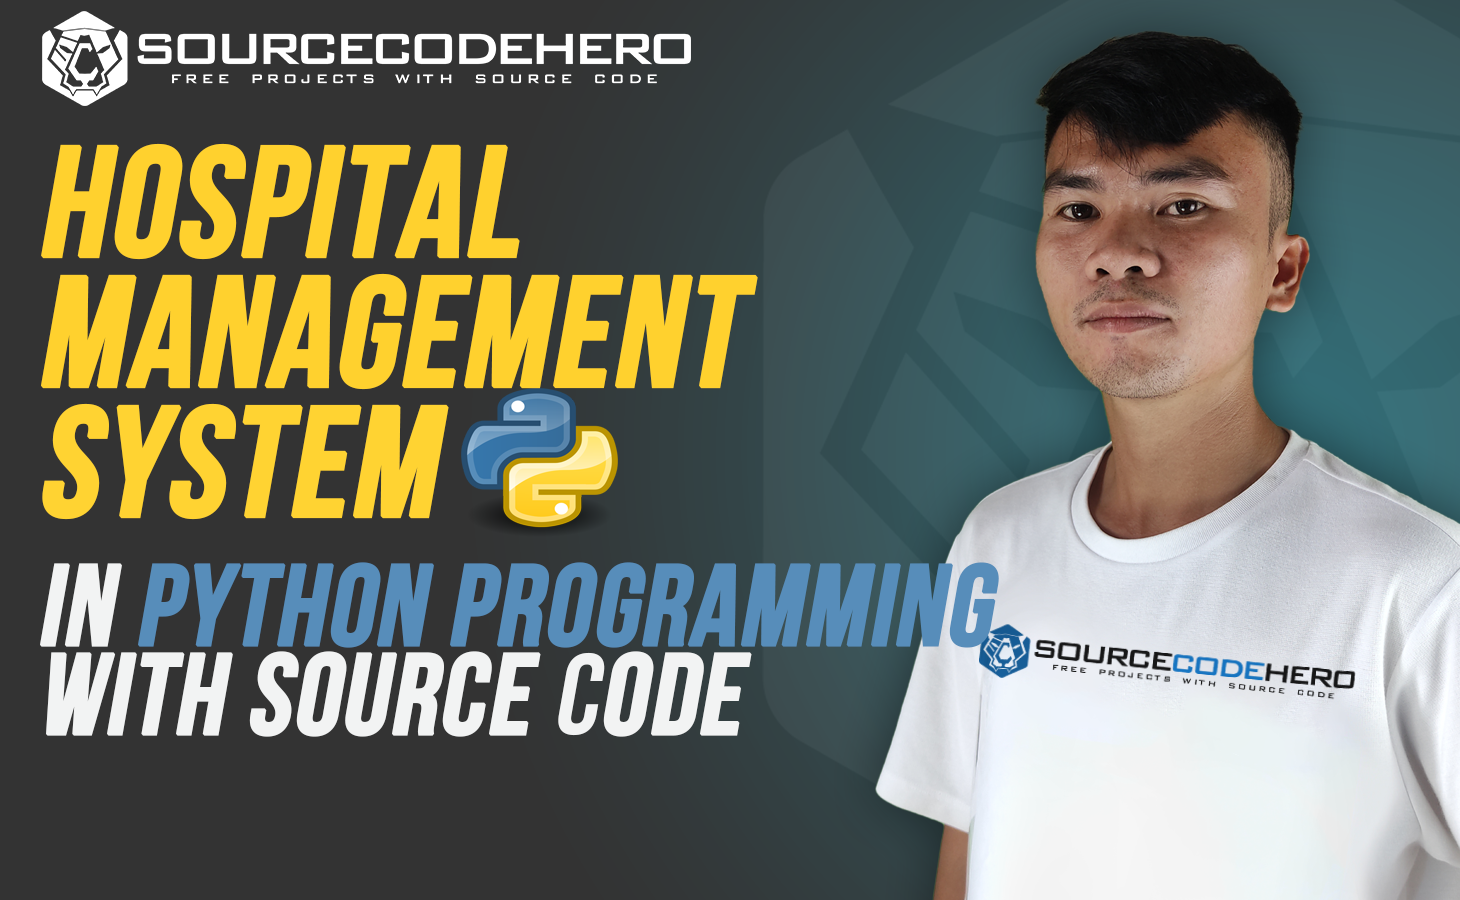 SOURCECODEHERO
FREE PROJECTS WITH SOURCE CODE
HOSPITAL
MANAGEMENT
SYSTEM
IN PYTHON PROGRAMMING
WITH SOURCE CODE
SOURCECODEHERO
FREE PROJECTS WITH SOURCE CODE